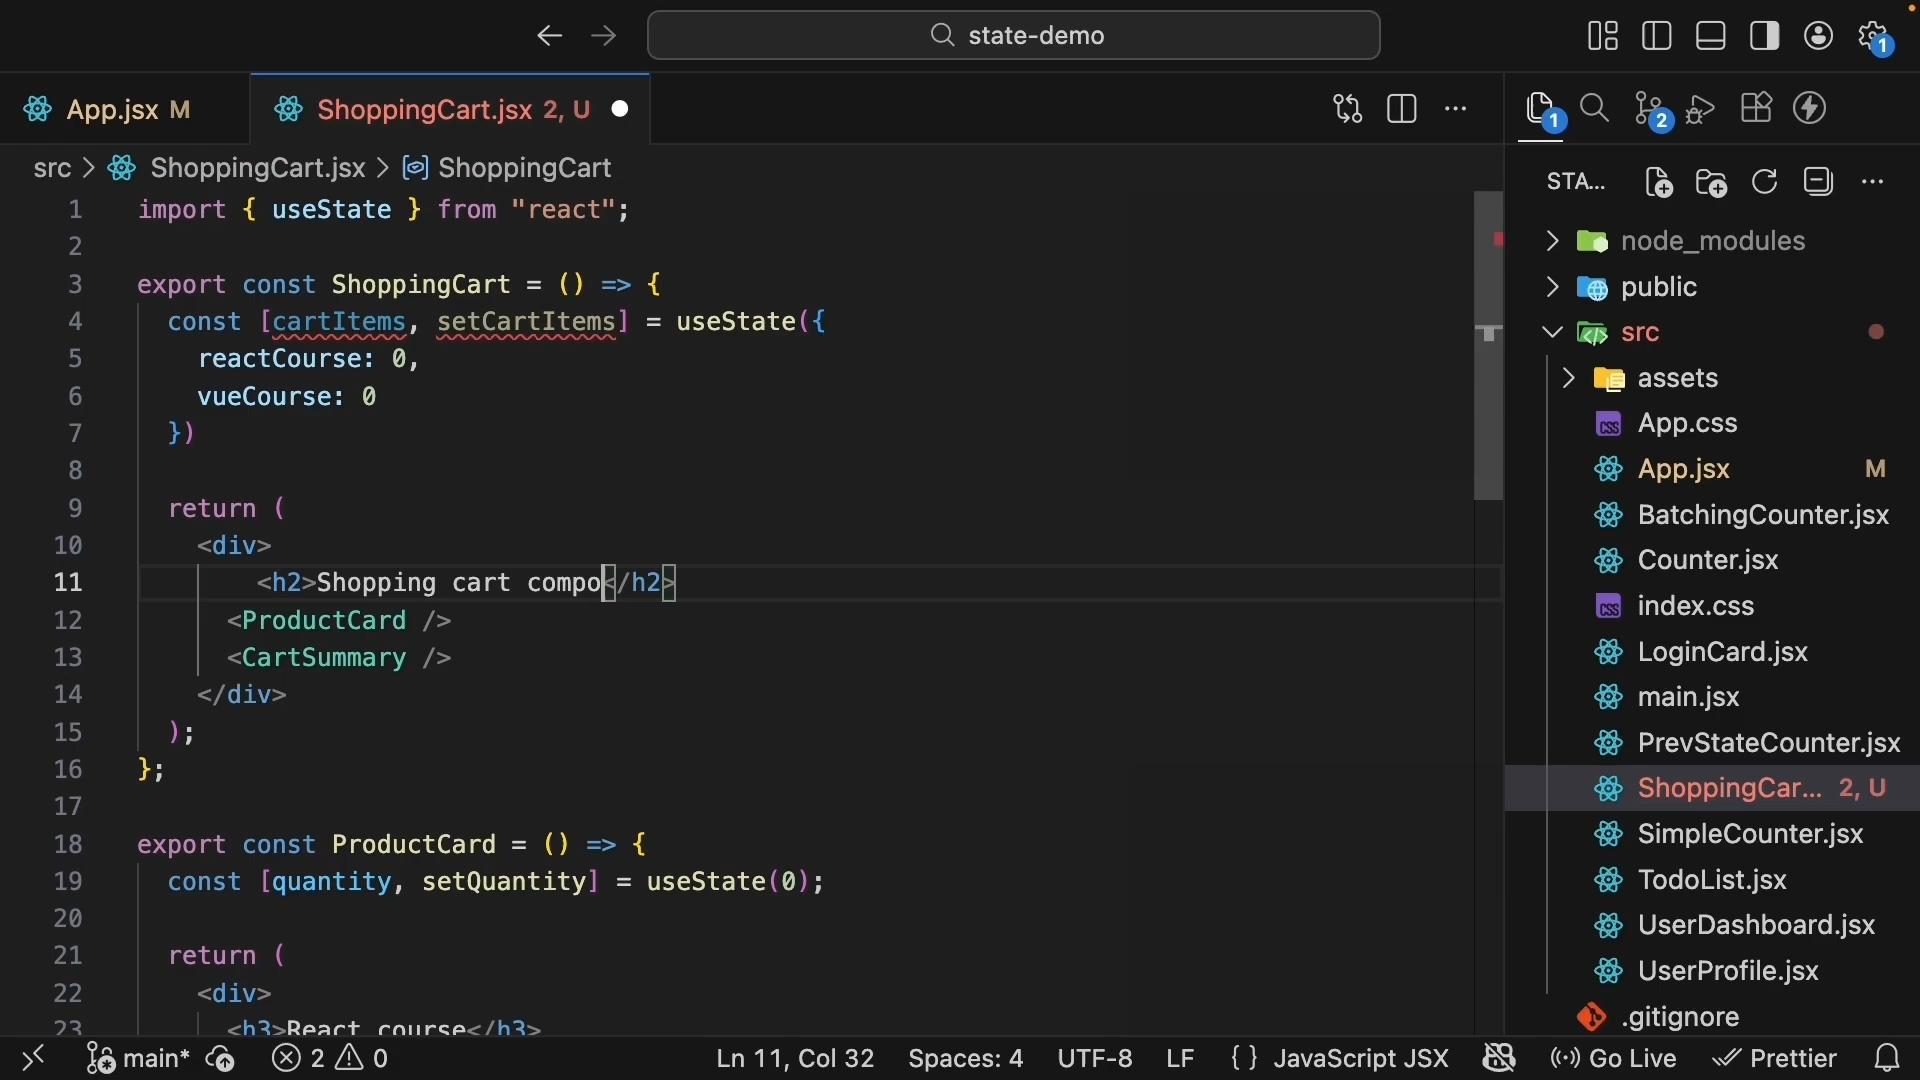 state-demo
1
App.jsx M
ShoppingCart.jsx 2, U
1
2
src > ShoppingCart.jsx > ShoppingCart
STA...
1 import { useState } from "react";
2
3 export const ShoppingCart = () => {
4 const [cartItems, setCartItems] = useState({
5 reactCourse: 0,
6 vueCourse: 0
7 })
8
9 return (
10 <div>
11 <h2>Shopping cart compo</h2>
12 <ProductCard />
13 <CartSummary />
14 </div>
15 );
16 };
17
18 export const ProductCard = () => {
19 const [quantity, setQuantity] = useState(0);
20
21 return (
22 <div>
23 <h3>React course</h3>
node_modules
public
src
assets
App.css
App.jsx M
BatchingCounter.jsx
Counter.jsx
index.css
LoginCard.jsx
main.jsx
PrevStateCounter.jsx
ShoppingCar... 2, U
SimpleCounter.jsx
TodoList.jsx
UserDashboard.jsx
UserProfile.jsx
.gitignore
main* 2 0 Ln 11, Col 32 Spaces: 4 UTF-8 LF {} JavaScript JSX Go Live Prettier